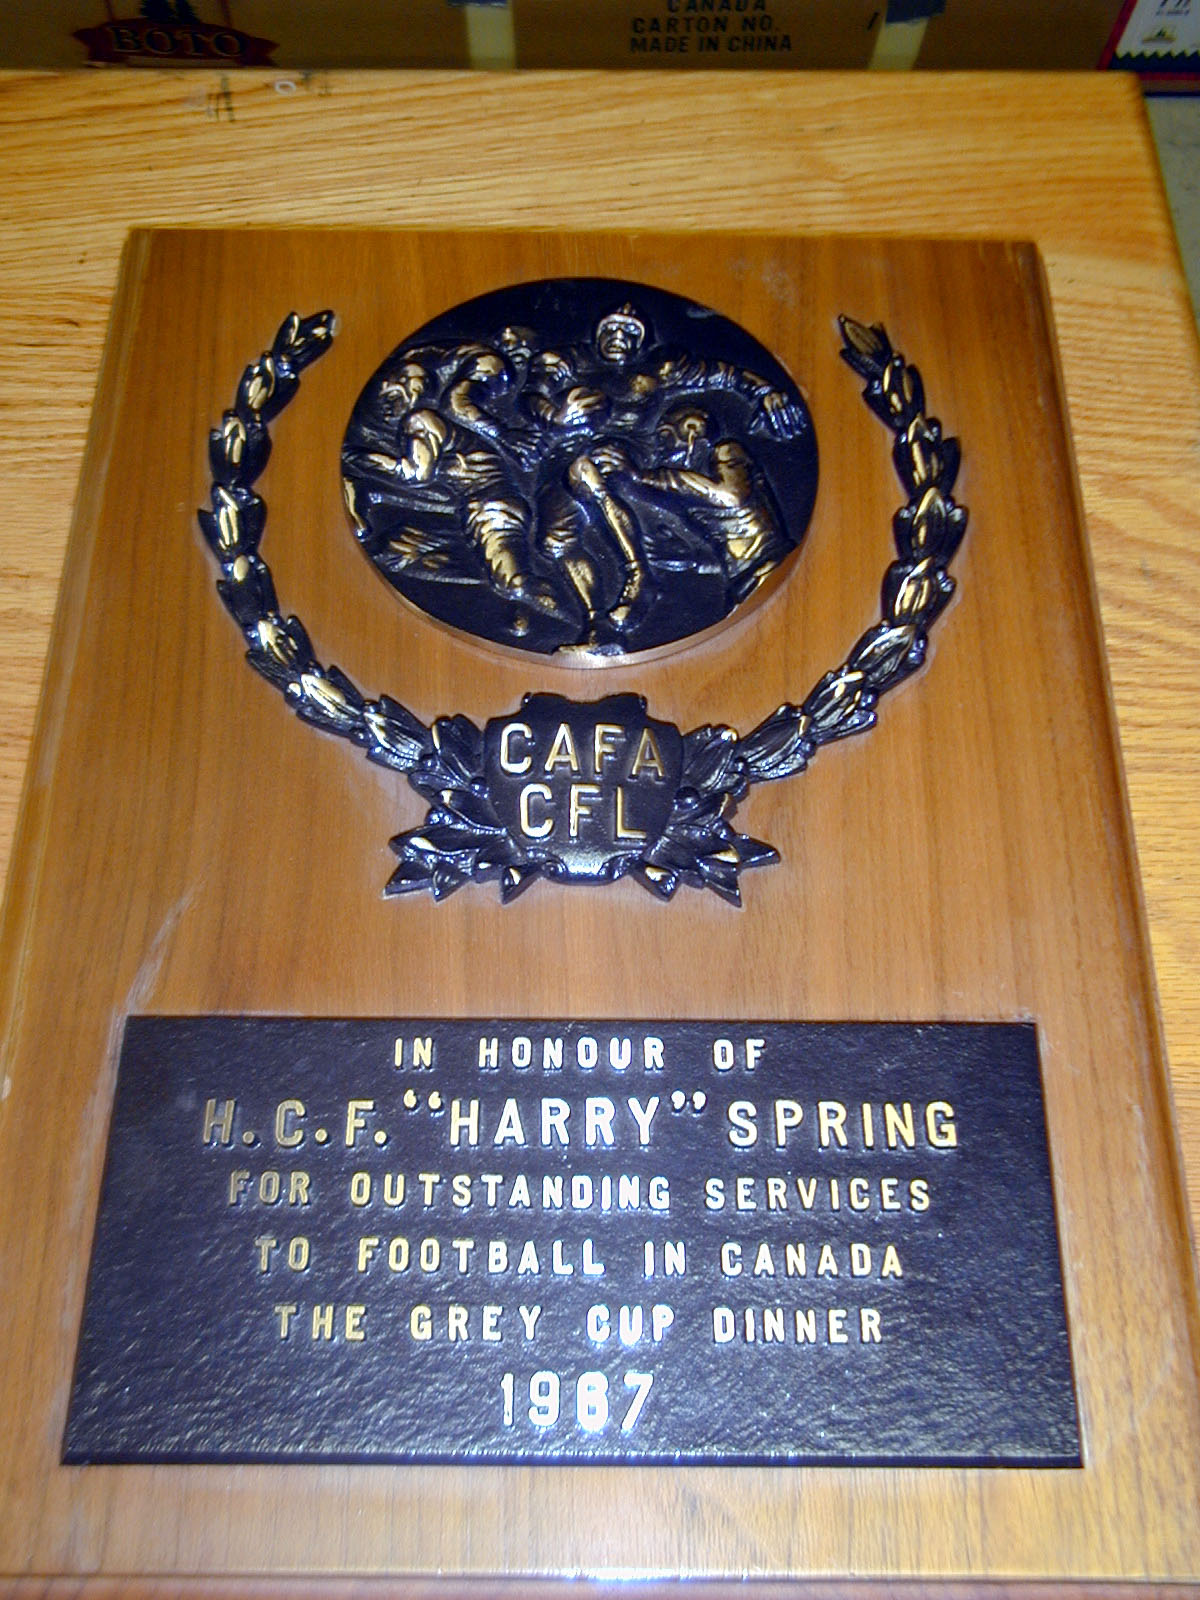 BOTO
CANADA
CARTON NO.
MADE IN CHINA
CAFA
CFL
IN HONOUR OF
H.C.F. “HARRY” SPRING
FOR OUTSTANDING SERVICES
TO FOOTBALL IN CANADA
THE GREY CUP DINNER
1967